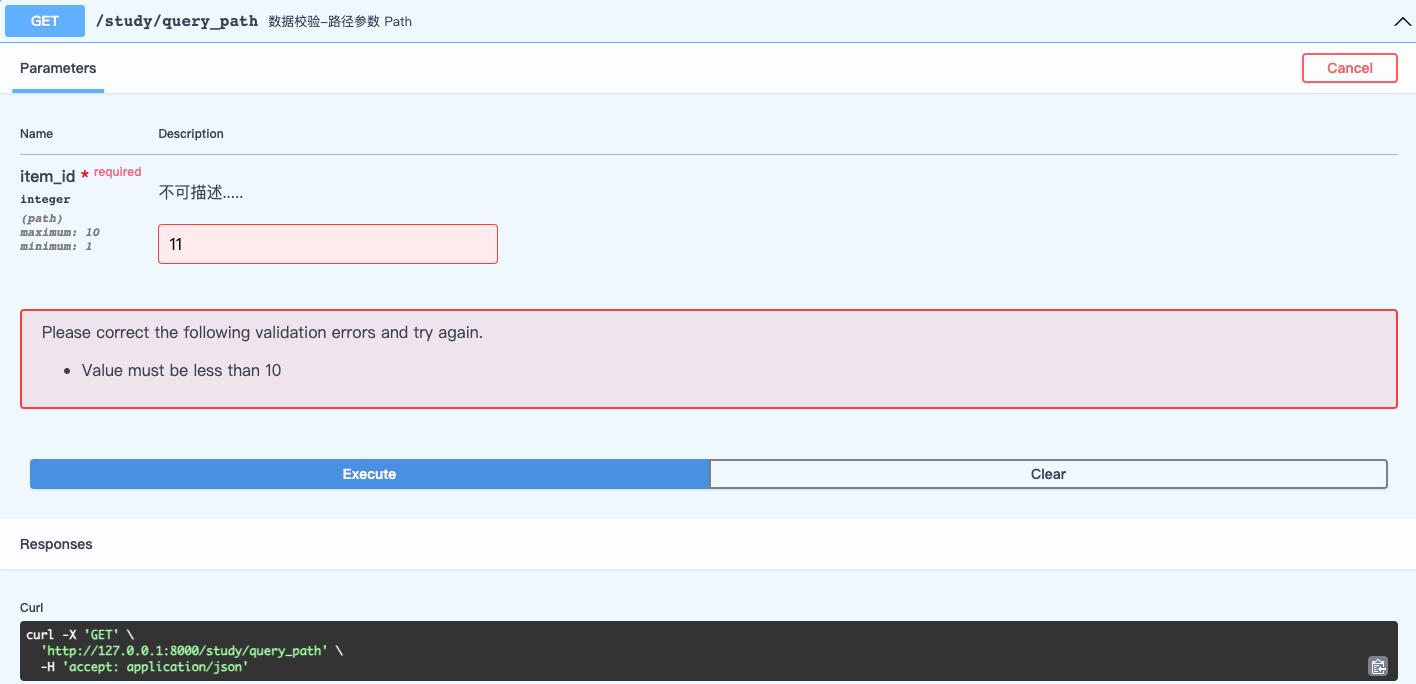 GET /study/query_path 数据校验-路径参数 Path
Parameters
Cancel
Name Description
item_id * required
integer
(path)
maximum: 10
minimum: 1
不可描述.....
11
Please correct the following validation errors and try again.
• Value must be less than 10
Execute
Clear
Responses
Curl
curl -X 'GET' \
'http://127.0.0.1:8000/study/query_path' \
-H 'accept: application/json'